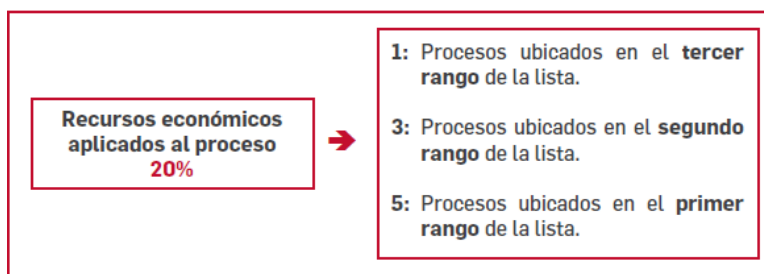 Recursos económicos
aplicados al proceso
20%
1: Procesos ubicados en el tercer
rango de la lista.
3: Procesos ubicados en el segundo
rango de la lista.
5: Procesos ubicados en el primer
rango de la lista.